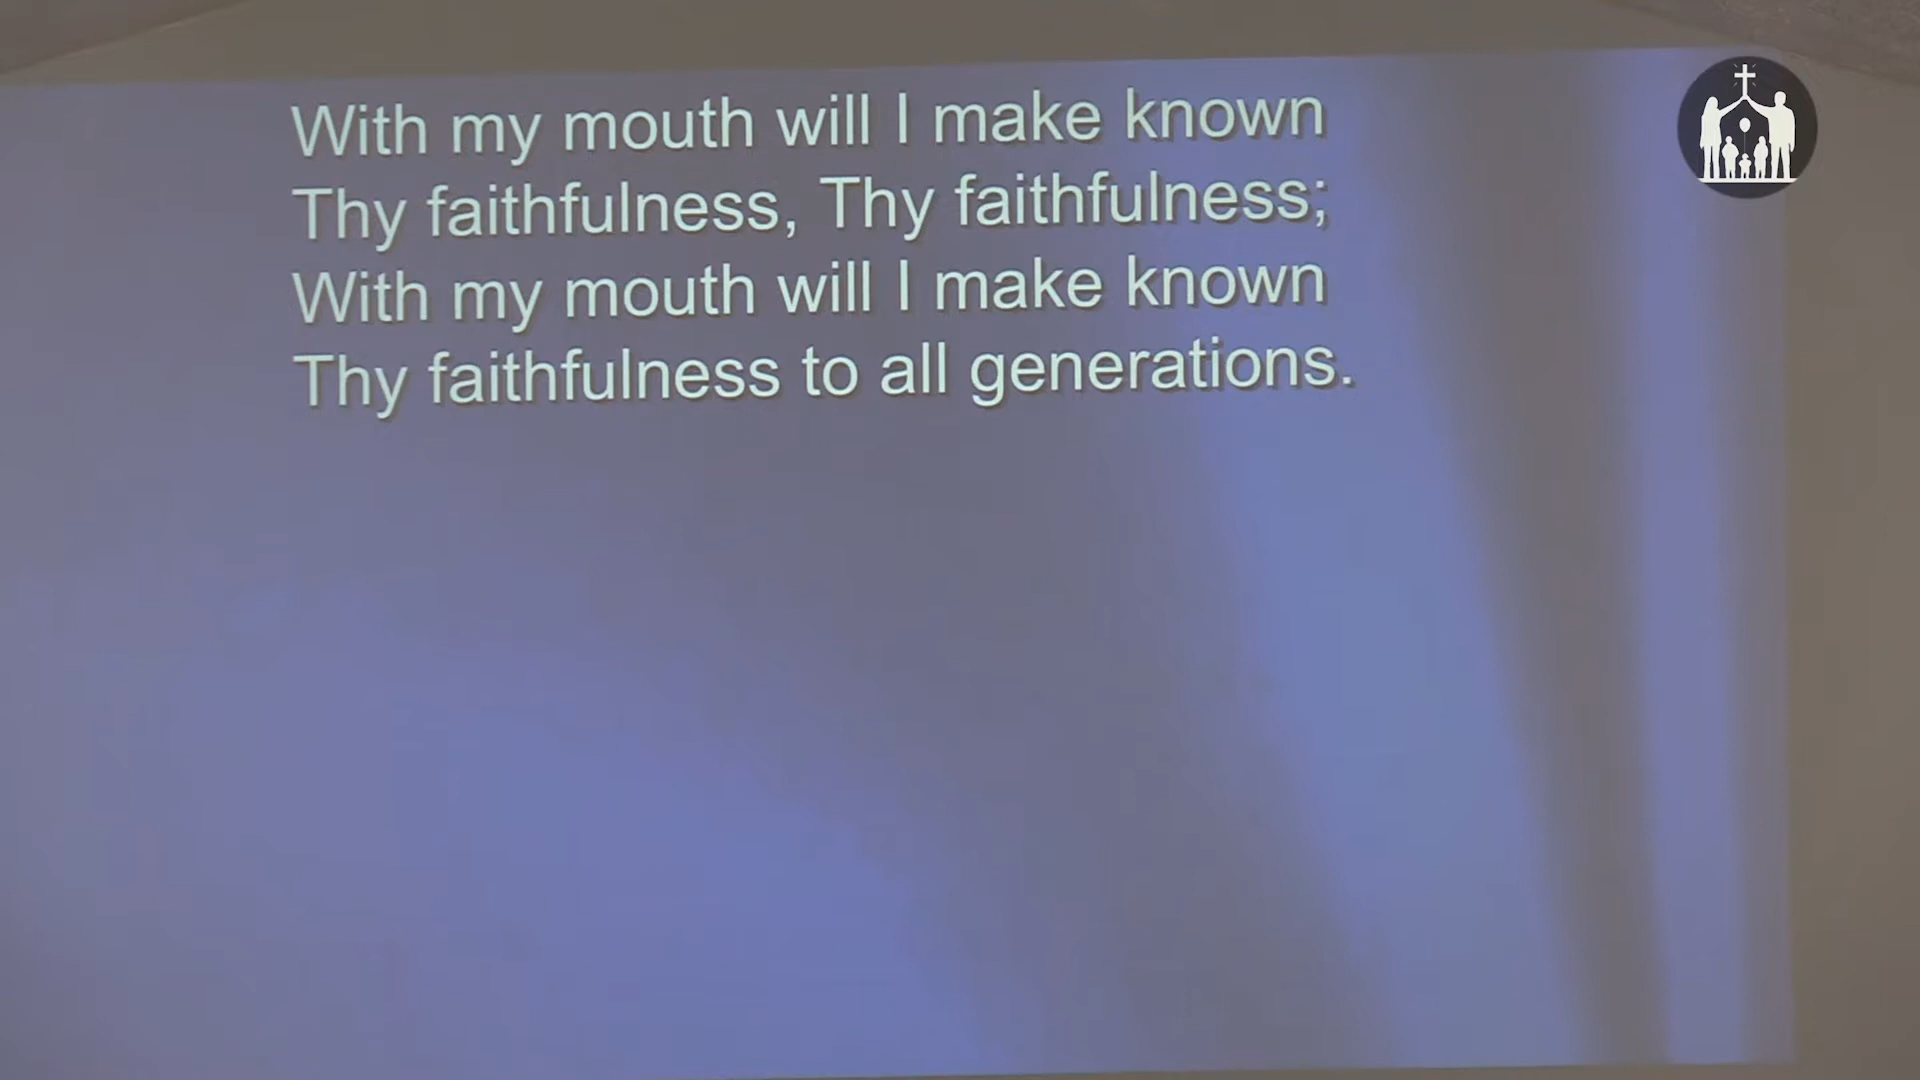 With my mouth will I make known
Thy faithfulness, Thy faithfulness;
With my mouth will I make known
Thy faithfulness to all generations.